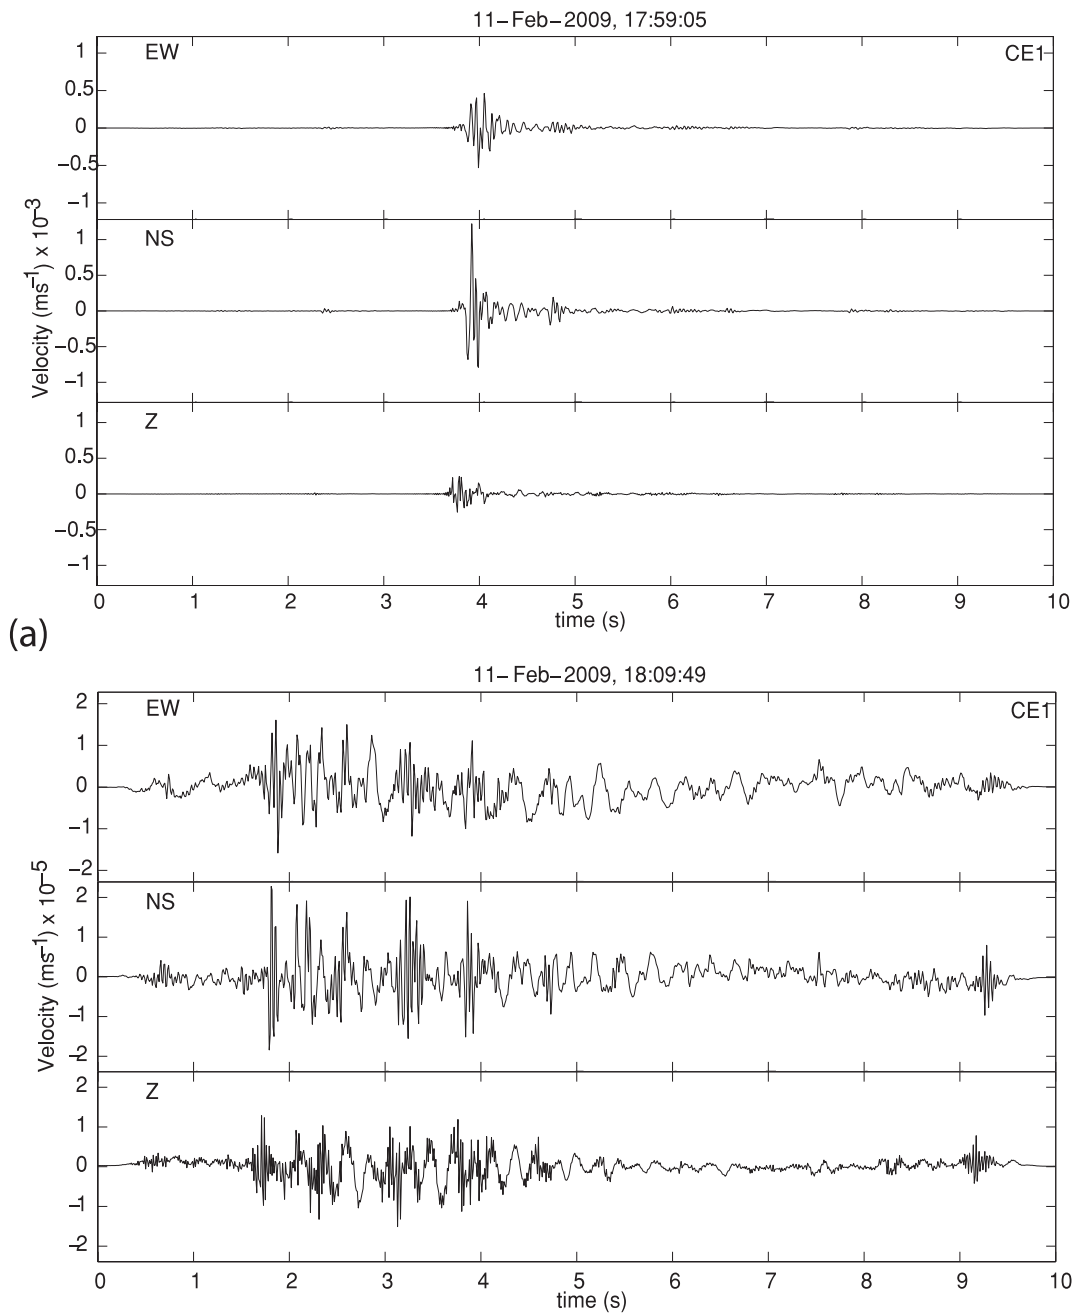 11-Feb-2009, 17:59:05
EW
CE1
1
0.5
0
-0.5
-1
NS
1
0.5
0
-0.5
-1
Z
1
0.5
0
-0.5
-1
Velocity (ms⁻¹) x 10⁻³
0 1 2 3 4 5 6 7 8 9 10
time (s)
(a)
11-Feb-2009, 18:09:49
EW
CE1
2
1
0
-1
-2
NS
2
1
0
-1
-2
Z
2
1
0
-1
-2
Velocity (ms⁻¹) x 10⁻⁵
0 1 2 3 4 5 6 7 8 9 10
time (s)